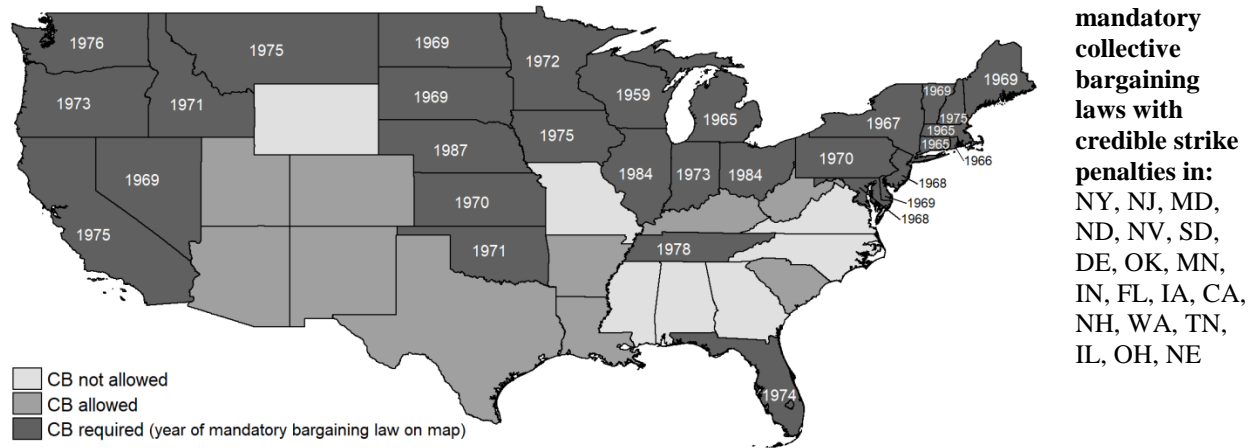 1976
1975
1969
1972
1969
1973
1971
1969
1959
1965
1967
1969
1975
1965
1965
1966
1975
1987
1969
1984
1973
1984
1970
1968
1969
1968
1970
1975
1971
1978
1974
CB not allowed
CB allowed
CB required (year of mandatory bargaining law on map)
mandatory
collective
bargaining
laws with
credible strike
penalties in:
NY, NJ, MD,
ND, NV, SD,
DE, OK, MN,
IN, FL, IA, CA,
NH, WA, TN,
IL, OH, NE